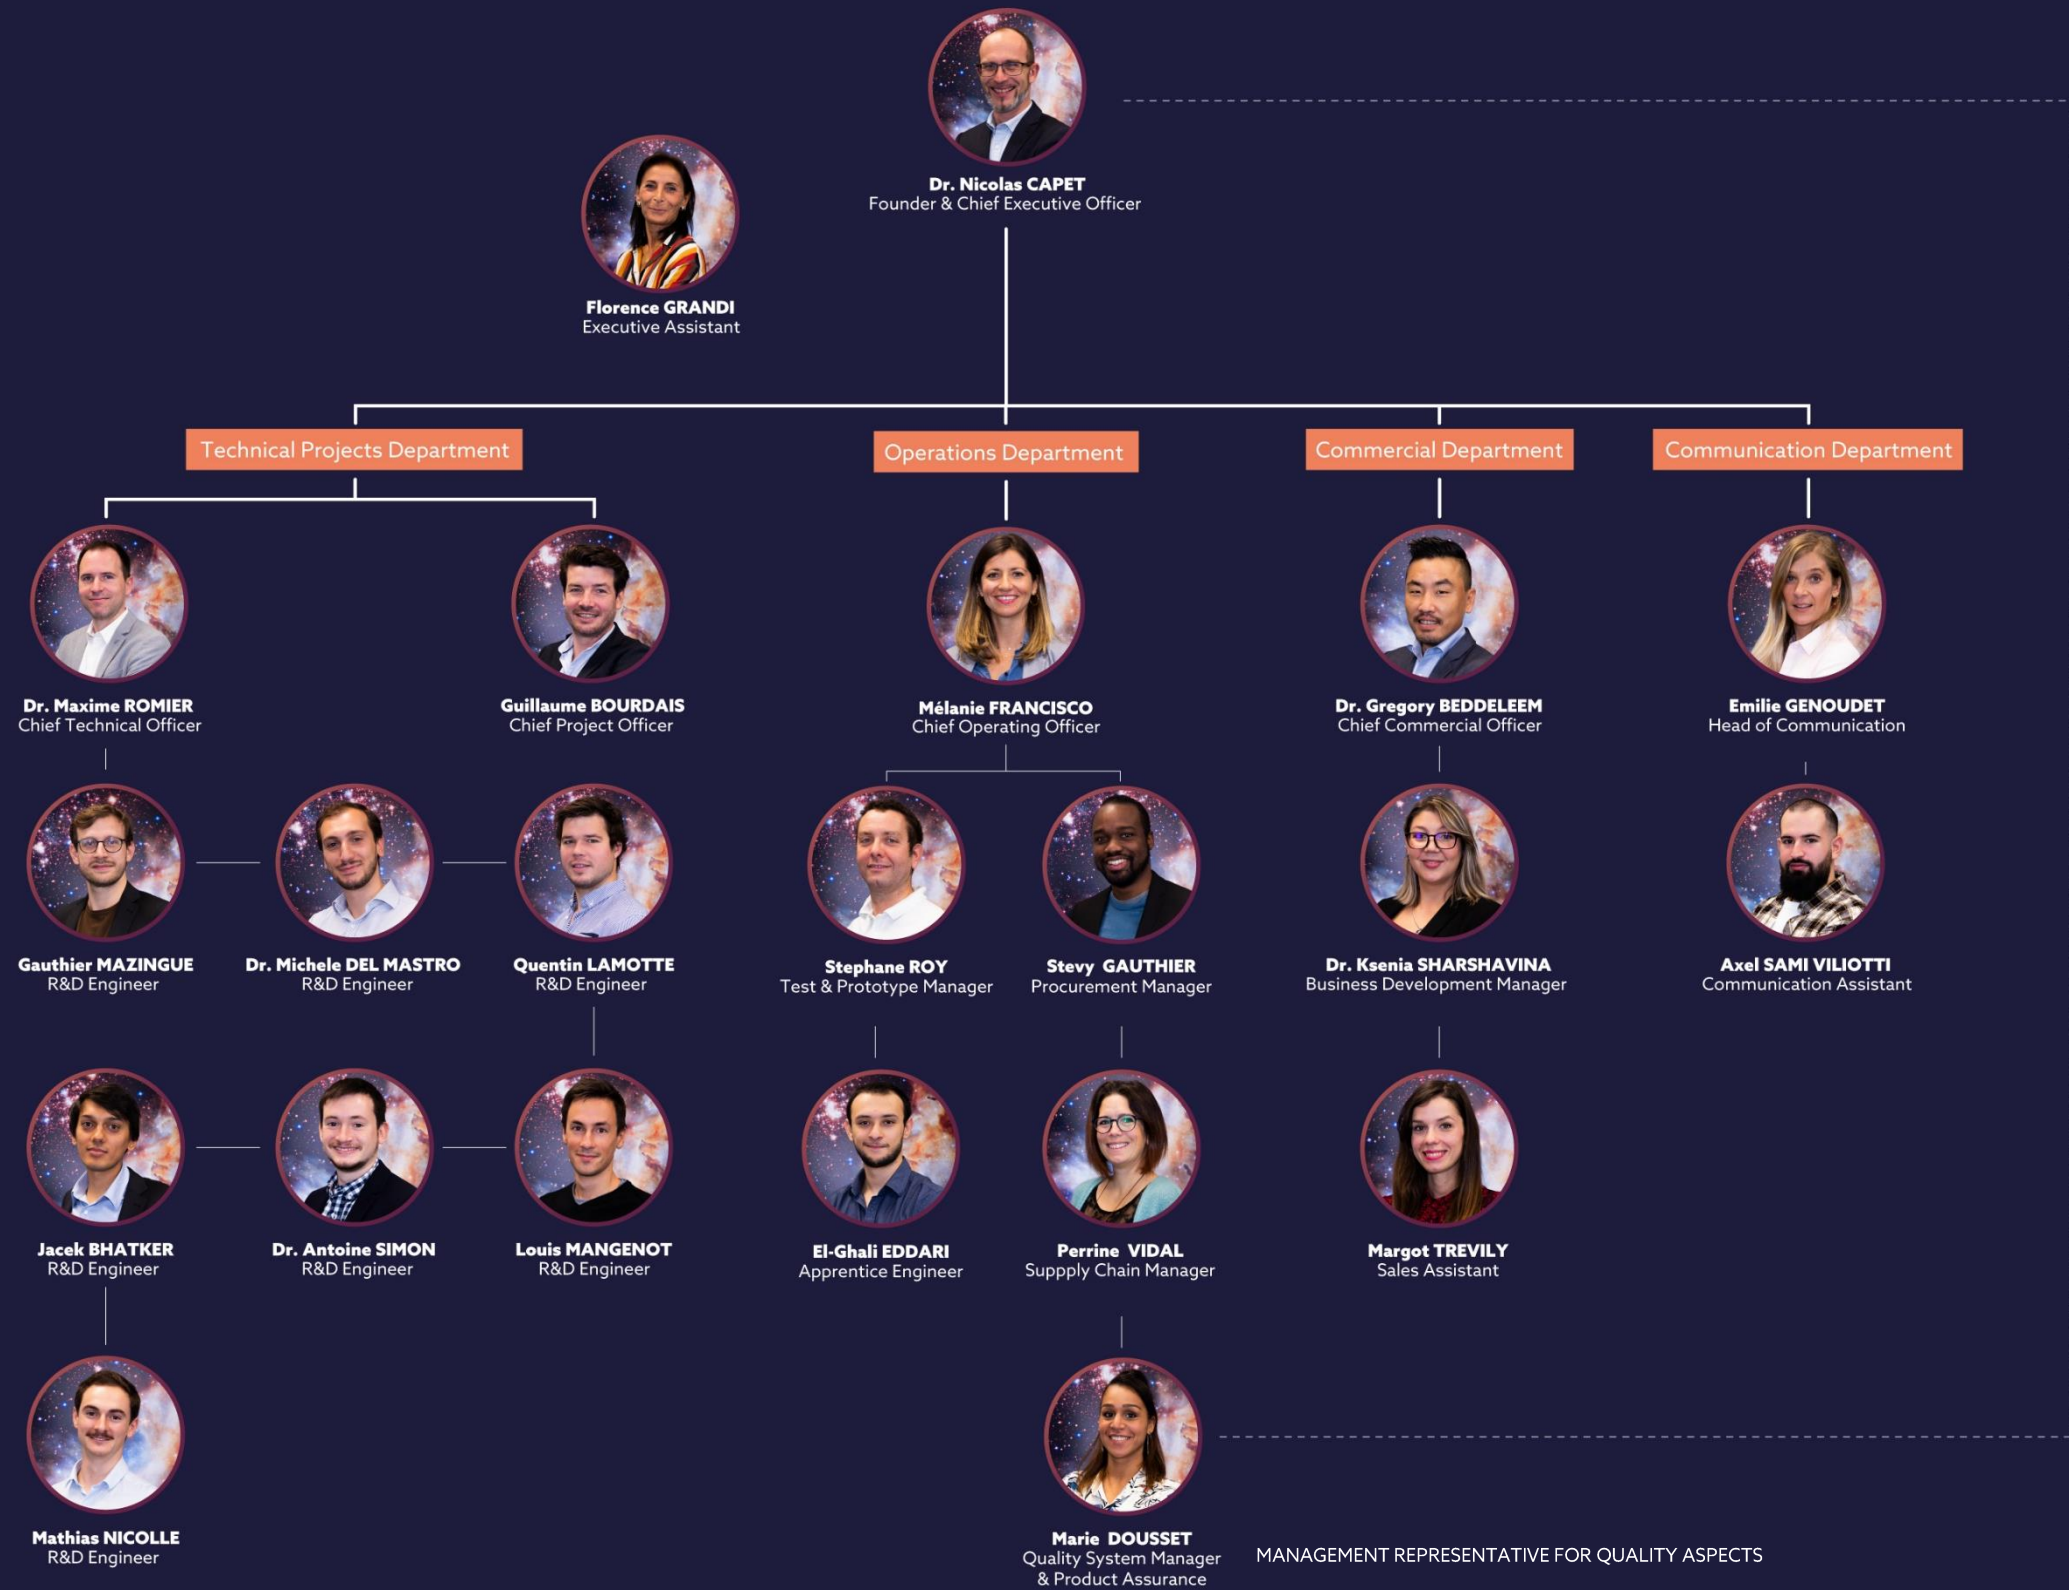 Dr. Nicolas CAPET
Founder & Chief Executive Officer
Florence GRANDI
Executive Assistant
Technical Projects Department
Operations Department
Commercial Department
Communication Department
Dr. Maxime ROMIER
Chief Technical Officer
Guillaume BOURDAIS
Chief Project Officer
Mélanie FRANCISCO
Chief Operating Officer
Dr. Gregory BEDDELEEM
Chief Commercial Officer
Emilie GENOUDET
Head of Communication
Gauthier MAZINGUE
R&D Engineer
Dr. Michele DEL MASTRO
R&D Engineer
Quentin LAMOTTE
R&D Engineer
Stephane ROY
Test & Prototype Manager
Stevy GAUTHIER
Procurement Manager
Dr. Ksenia SHARSHAVINA
Business Development Manager
Axel SAMI VILIOTTI
Communication Assistant
Jacek BHATKER
R&D Engineer
Dr. Antoine SIMON
R&D Engineer
Louis MANGENOT
R&D Engineer
El-Ghali EDDARI
Apprentice Engineer
Perrine VIDAL
Suppply Chain Manager
Margot TREVILY
Sales Assistant
Mathias NICOLLE
R&D Engineer
Marie DOUSSET
Quality System Manager
& Product Assurance
MANAGEMENT REPRESENTATIVE FOR QUALITY ASPECTS